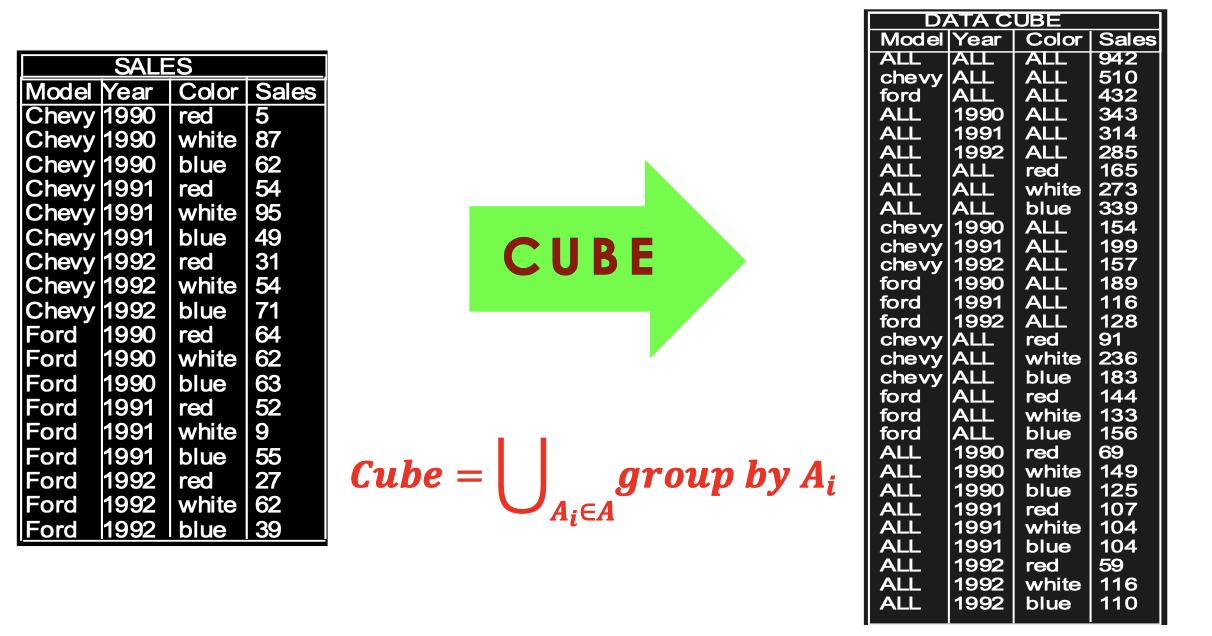 SALES
Model Year Color Sales
Chevy 1990 red 5
Chevy 1990 white 87
Chevy 1990 blue 62
Chevy 1991 red 54
Chevy 1991 white 95
Chevy 1991 blue 49
Chevy 1992 red 31
Chevy 1992 white 54
Chevy 1992 blue 71
Ford 1990 red 64
Ford 1990 white 62
Ford 1990 blue 63
Ford 1991 red 52
Ford 1991 white 9
Ford 1991 blue 55
Ford 1992 red 27
Ford 1992 white 62
Ford 1992 blue 39
CUBE
Cube = ⋃_{A_i∈A} group by A_i
DATA CUBE
Model Year Color Sales
ALL ALL ALL 942
chevy ALL ALL 510
ford ALL ALL 432
ALL 1990 ALL 343
ALL 1991 ALL 314
ALL 1992 ALL 285
ALL ALL red 165
ALL ALL white 273
ALL ALL blue 339
chevy 1990 ALL 154
chevy 1991 ALL 199
chevy 1992 ALL 157
ford 1990 ALL 189
ford 1991 ALL 116
ford 1992 ALL 128
chevy ALL red 91
chevy ALL white 236
chevy ALL blue 183
ford ALL red 144
ford ALL white 133
ford ALL blue 156
ALL 1990 red 69
ALL 1990 white 149
ALL 1990 blue 125
ALL 1991 red 107
ALL 1991 white 104
ALL 1991 blue 104
ALL 1992 red 59
ALL 1992 white 116
ALL 1992 blue 110